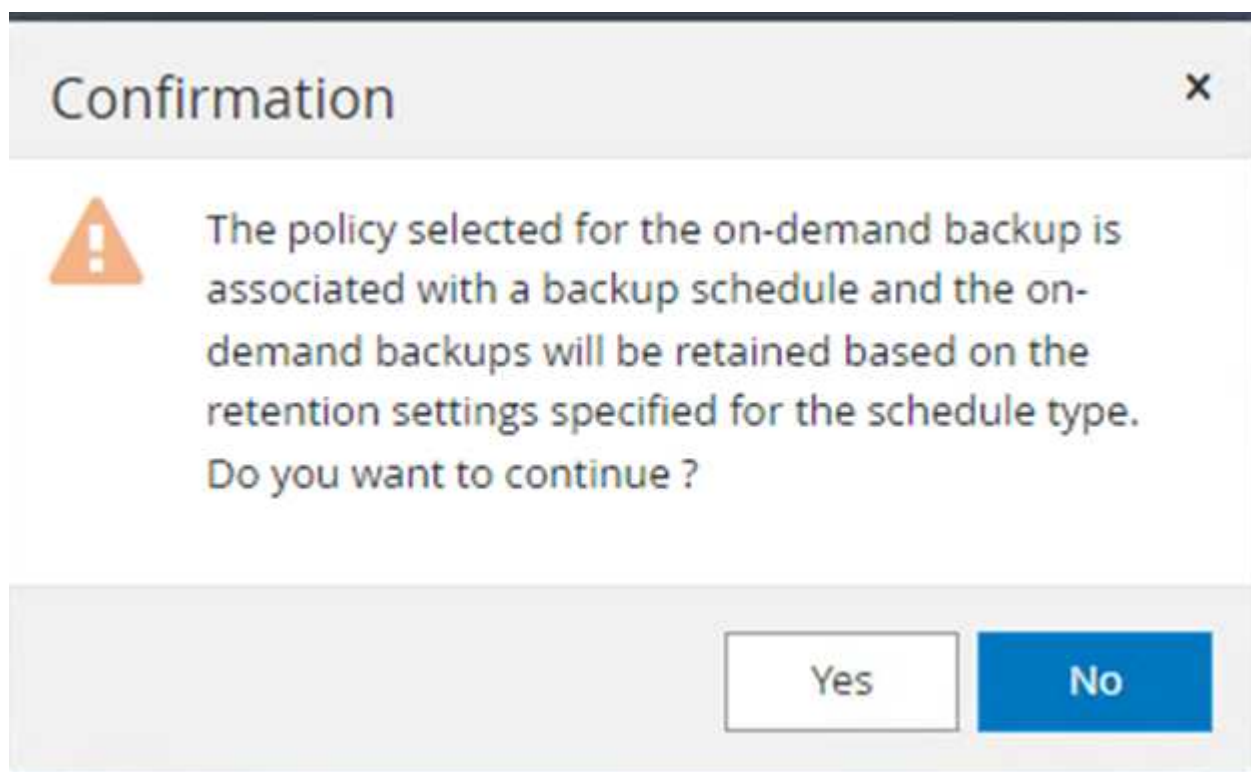 Confirmation
×
The policy selected for the on-demand backup is
associated with a backup schedule and the on-
demand backups will be retained based on the
retention settings specified for the schedule type.
Do you want to continue ?
Yes
No